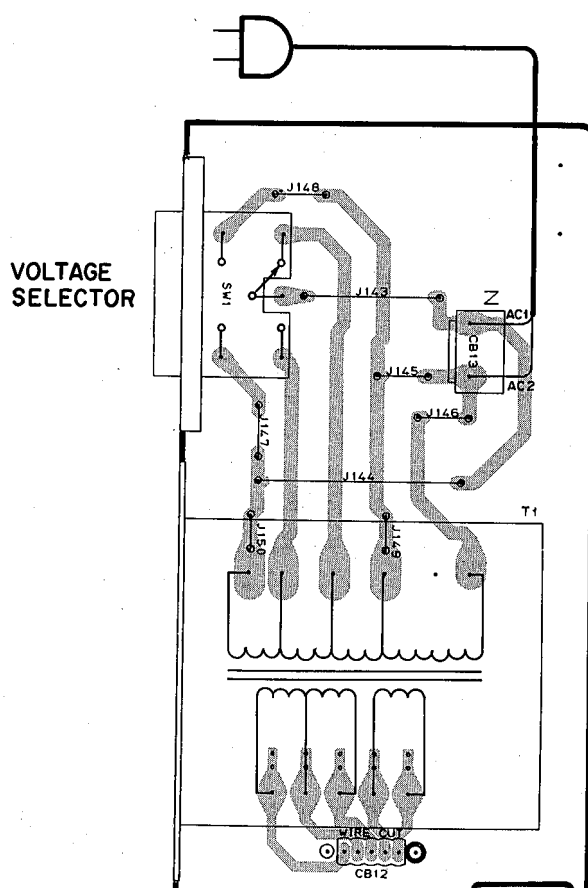 J148
VOLTAGE
SELECTOR
SW1
J143
AC1
CB13
J145
AC2
J146
J147
J144
T1
J150
J149
WIRE CUT
CB12